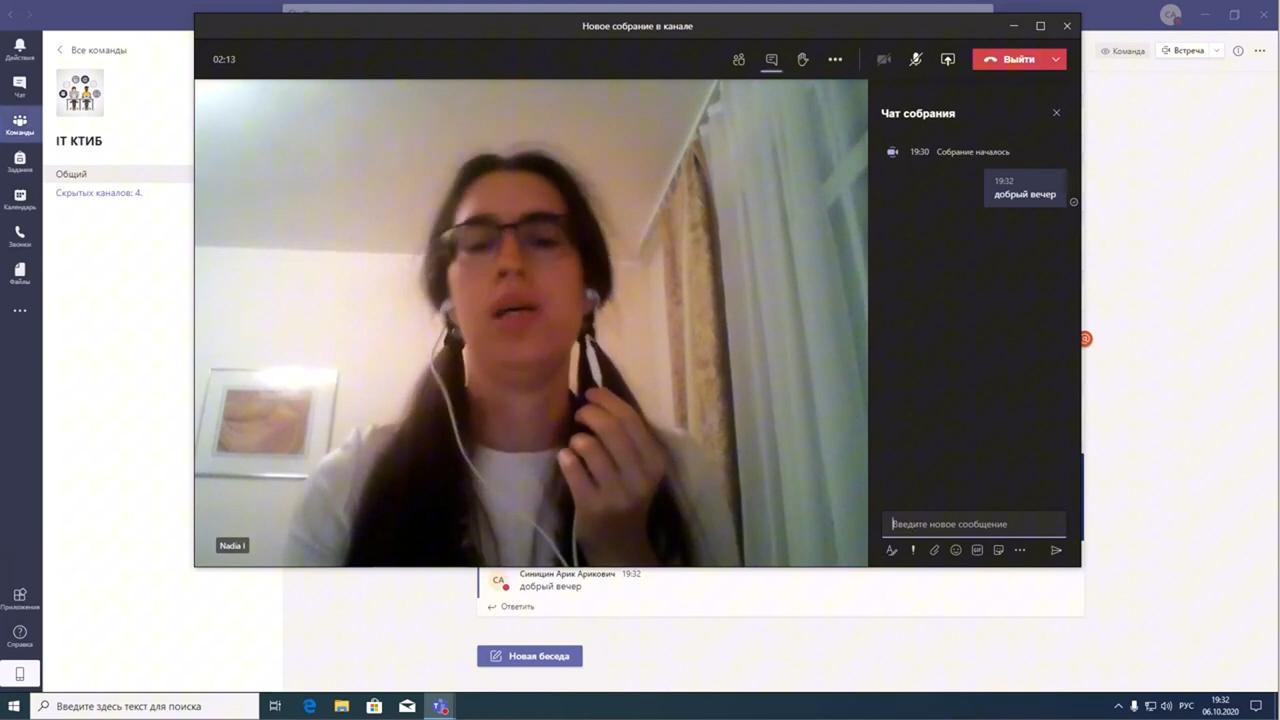 CA
Новое собрание в канале
02:13
Выйти
Действия
Чат
Команды
Задания
Календарь
Звонки
Файлы
Приложения
Справка
Все команды
IT КТИБ
Общий
Скрытых каналов: 4.
Команда
Встреча
Чат собрания
19:30 Собрание началось
19:32
добрый вечер
Введите новое сообщение
GIF
Nadia I
CA
Синицин Арик Арикович 19:32
добрый вечер
Ответить
Новая беседа
Введите здесь текст для поиска
РУС
19:32
06.10.2020